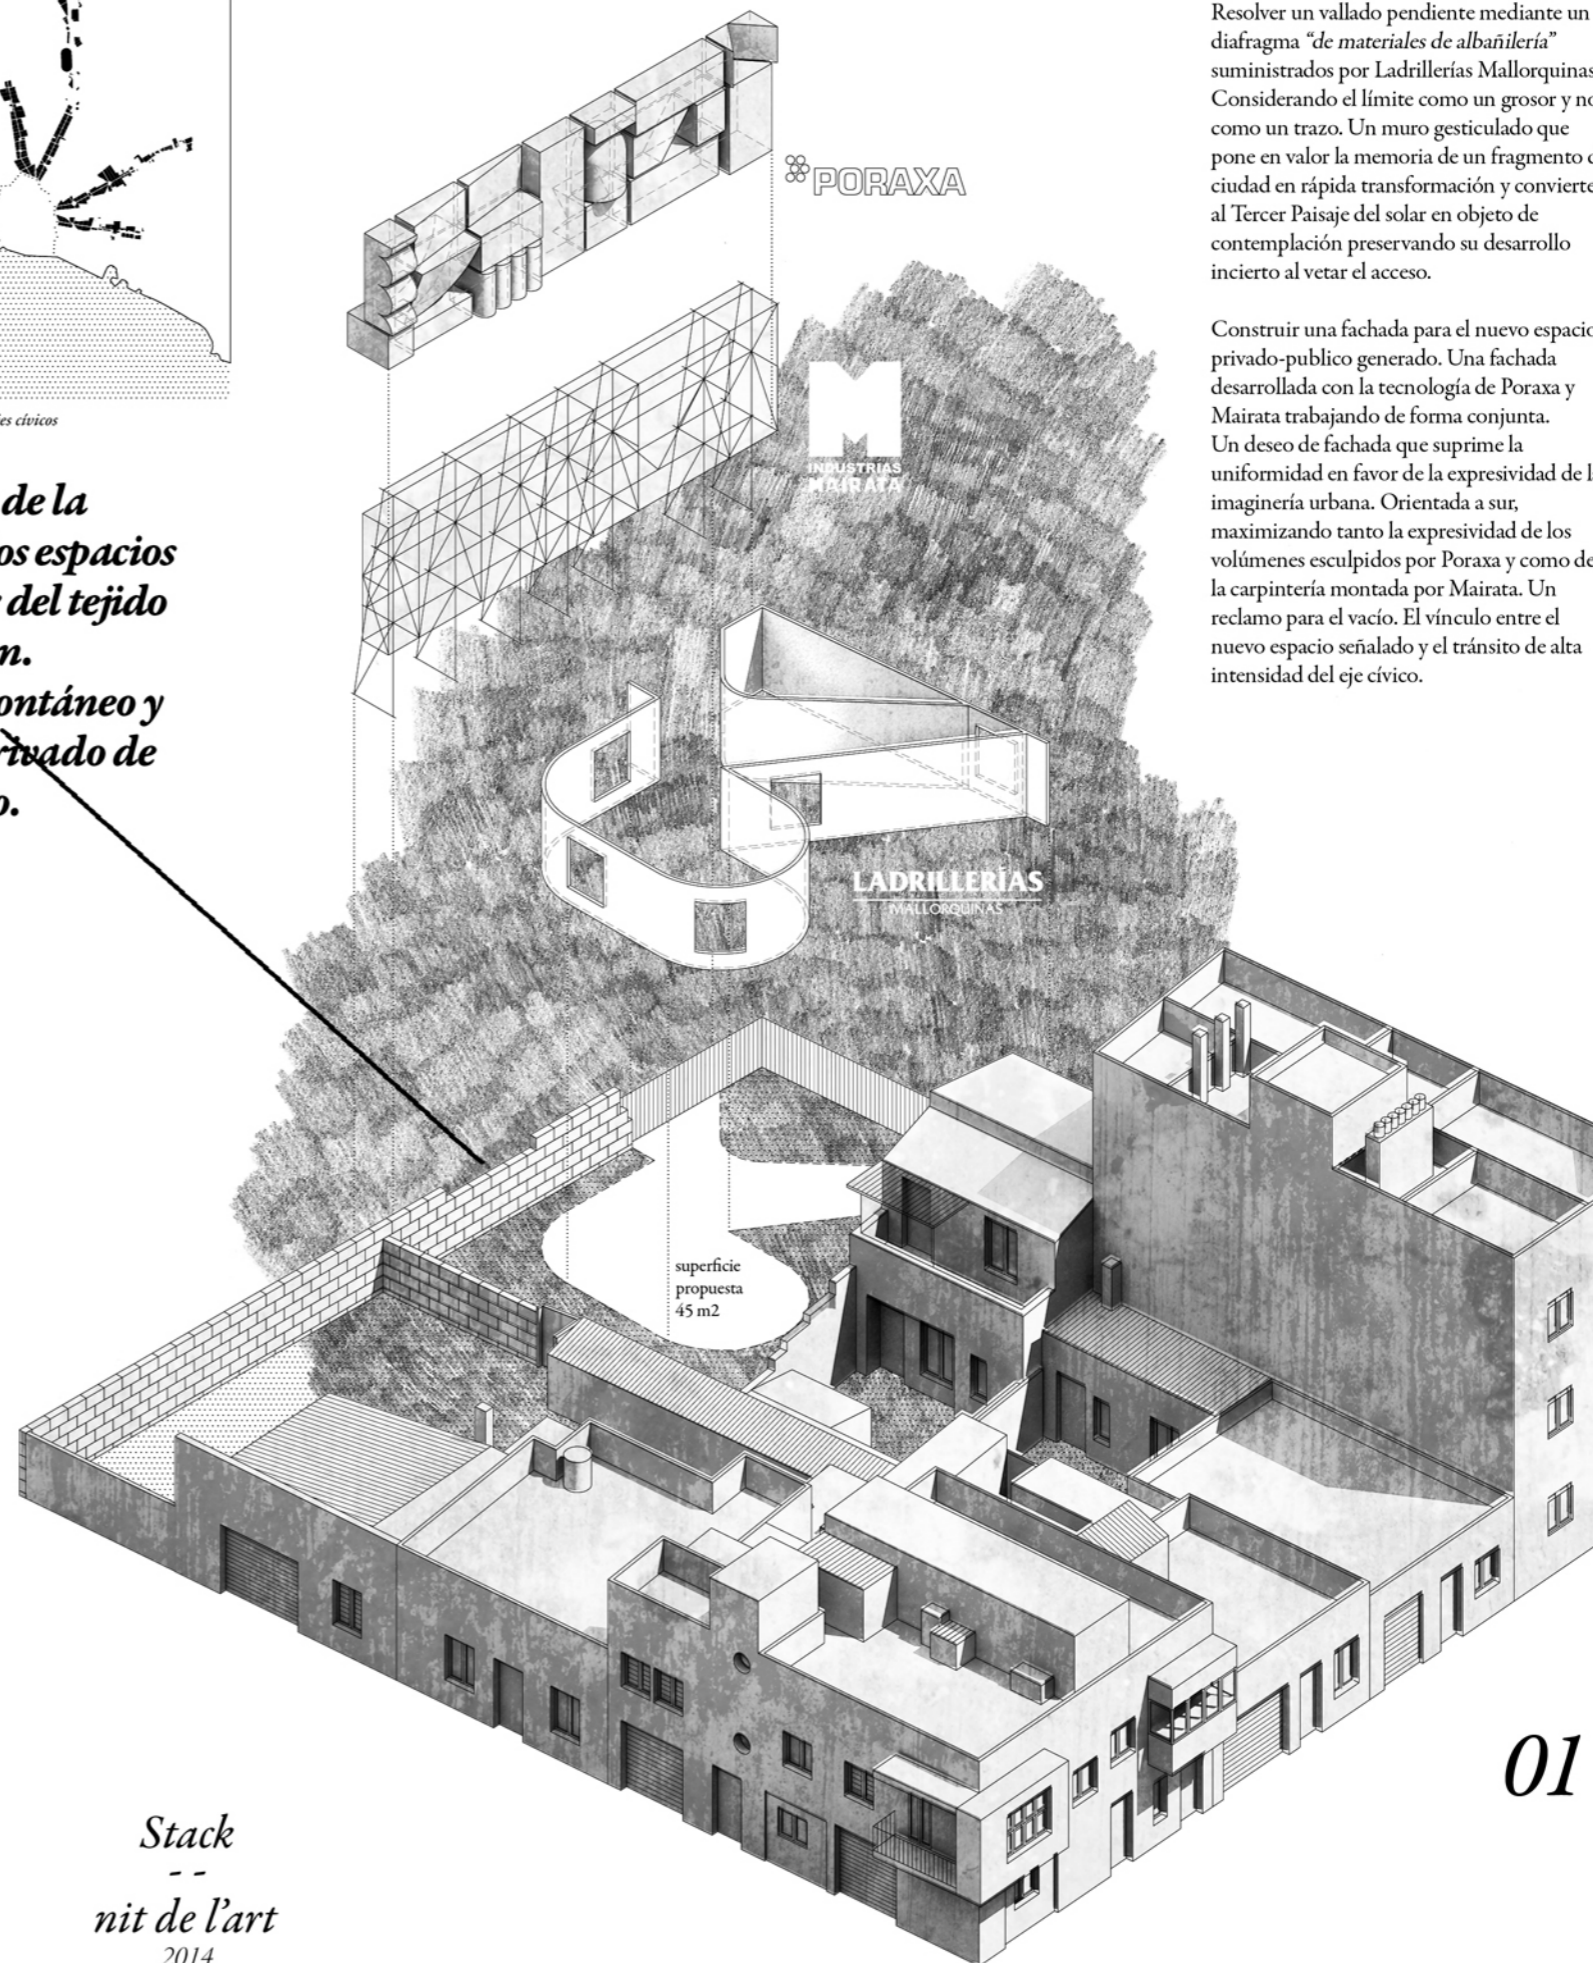 Resolver un vallado pendiente mediante un
diafragma “de materiales de albañilería”
suministrados por Ladrillerías Mallorquinas
Considerando el límite como un grosor y no
como un trazo. Un muro gesticulado que
pone en valor la memoria de un fragmento
ciudad en rápida transformación y convierte
al Tercer Paisaje del solar en objeto de
contemplación preservando su desarrollo
incierto al vetar el acceso.
Construir una fachada para el nuevo espacio
privado-publico generado. Una fachada
desarrollada con la tecnología de Poraxa y
Mairata trabajando de forma conjunta.
Un deseo de fachada que suprime la
uniformidad en favor de la expresividad de
imaginería urbana. Orientada a sur,
maximizando tanto la expresividad de los
volúmenes esculpidos por Poraxa y como de
la carpintería montada por Mairata. Un
reclamo para el vacío. El vínculo entre el
nuevo espacio señalado y el tránsito de alta
intensidad del eje cívico.
PORAXA
M
INDUSTRIAS
MAIRATA
es cívicos
de la
os espacios
del tejido
n.
ontáneo y
rivado de
o.
LADRILLERÍAS
MALLORQUINAS
superficie
propuesta
45 m2
01
Stack
- -
nit de l’art
2014